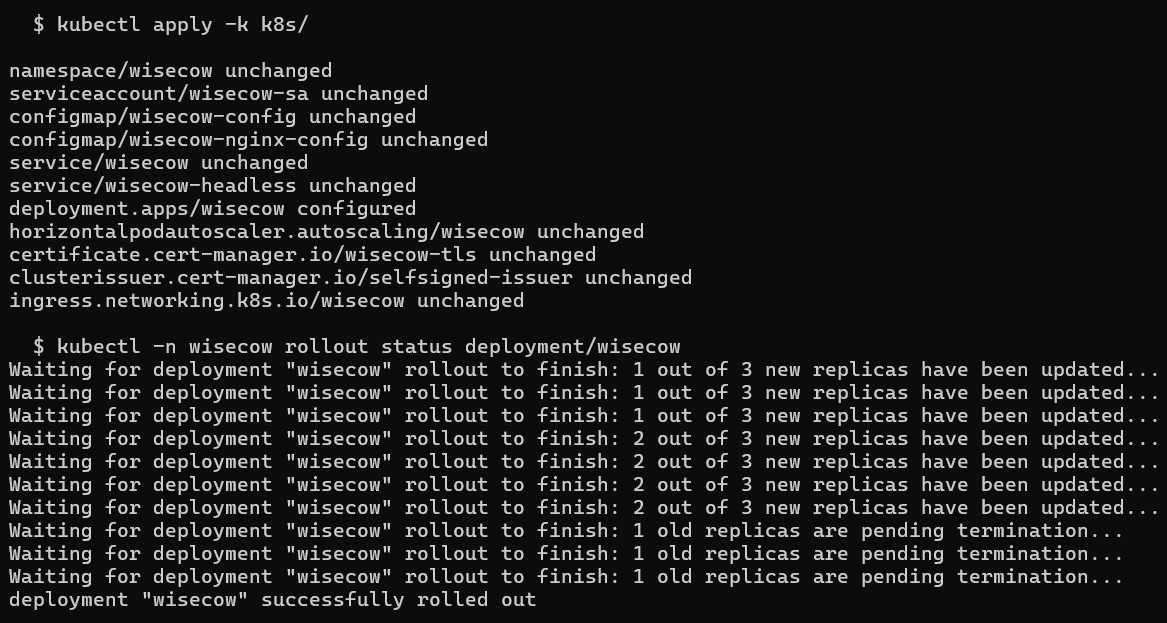 $ kubectl apply -k k8s/
namespace/wisecow unchanged
serviceaccount/wisecow-sa unchanged
configmap/wisecow-config unchanged
configmap/wisecow-nginx-config unchanged
service/wisecow unchanged
service/wisecow-headless unchanged
deployment.apps/wisecow configured
horizontalpodautoscaler.autoscaling/wisecow unchanged
certificate.cert-manager.io/wisecow-tls unchanged
clusterissuer.cert-manager.io/selfsigned-issuer unchanged
ingress.networking.k8s.io/wisecow unchanged
$ kubectl -n wisecow rollout status deployment/wisecow
Waiting for deployment "wisecow" rollout to finish: 1 out of 3 new replicas have been updated...
Waiting for deployment "wisecow" rollout to finish: 1 out of 3 new replicas have been updated...
Waiting for deployment "wisecow" rollout to finish: 1 out of 3 new replicas have been updated...
Waiting for deployment "wisecow" rollout to finish: 2 out of 3 new replicas have been updated...
Waiting for deployment "wisecow" rollout to finish: 2 out of 3 new replicas have been updated...
Waiting for deployment "wisecow" rollout to finish: 2 out of 3 new replicas have been updated...
Waiting for deployment "wisecow" rollout to finish: 2 out of 3 new replicas have been updated...
Waiting for deployment "wisecow" rollout to finish: 1 old replicas are pending termination...
Waiting for deployment "wisecow" rollout to finish: 1 old replicas are pending termination...
Waiting for deployment "wisecow" rollout to finish: 1 old replicas are pending termination...
deployment "wisecow" successfully rolled out